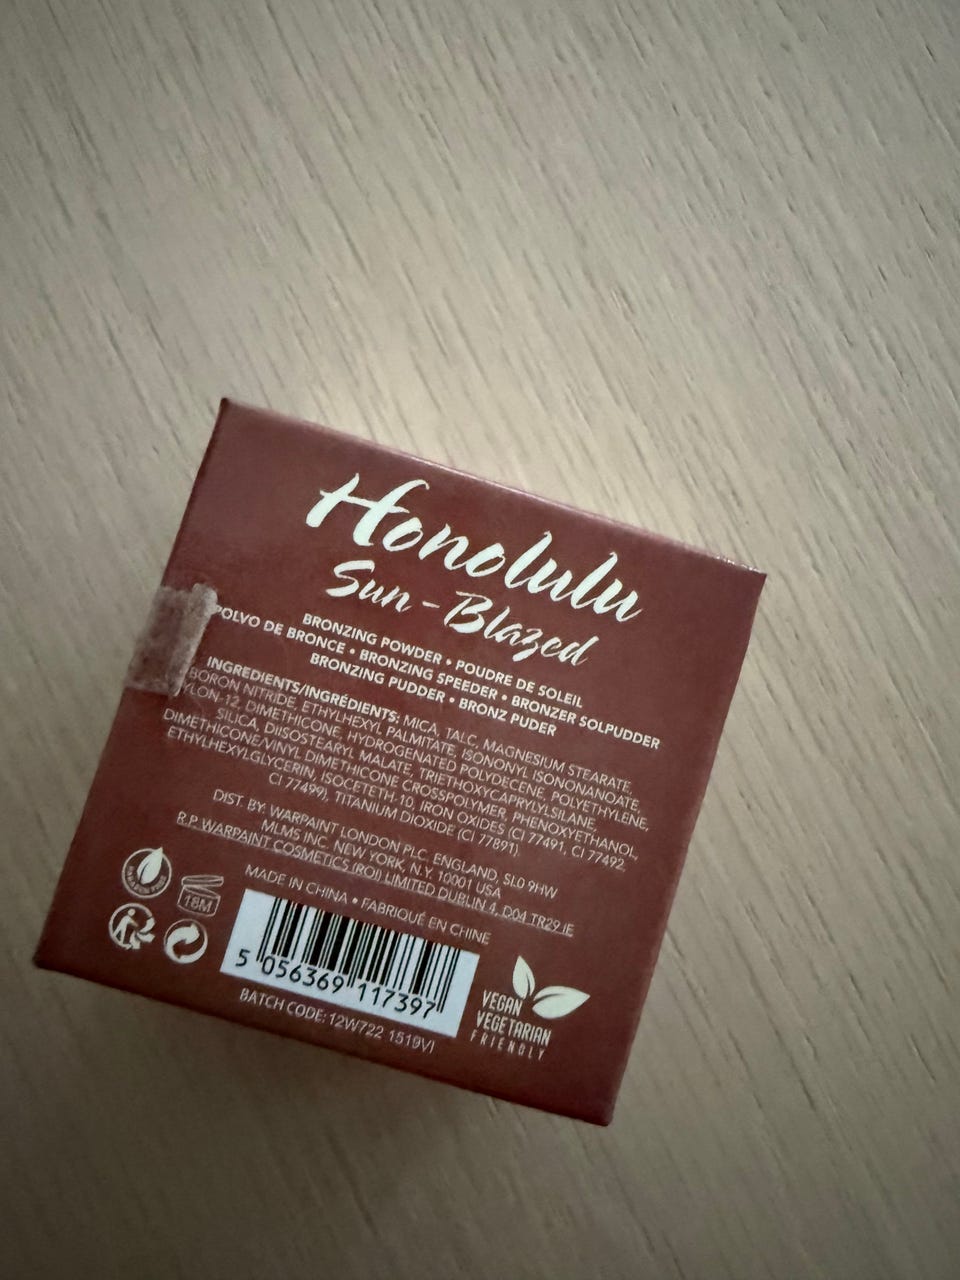 Honolulu
Sun-Blazed
BRONZING POWDER • POUDRE DE SOLEIL
POLVO DE BRONCE • BRONZING SPEEDER • BRONZER SOLPUDDER
BRONZING PUDDER • BRONZ PUDER
INGREDIENTS/INGRÉDIENTS: MICA, TALC, MAGNESIUM STEARATE,
BORON NITRIDE, ETHYLHEXYL PALMITATE, ISONONYL ISONONANOATE,
YLON-12, DIMETHICONE, HYDROGENATED POLYDECENE, POLYETHYLENE,
SILICA, DIISOSTEARYL MALATE, TRIETHOXYCAPRYLYLSILANE,
DIMETHICONE/VINYL DIMETHICONE CROSSPOLYMER, PHENOXYETHANOL,
ETHYLHEXYLGLYCERIN, ISOCETETH-10, IRON OXIDES (CI 77491, CI 77492,
CI 77499), TITANIUM DIOXIDE (CI 77891)
DIST. BY. WARPAINT LONDON PLC, ENGLAND, SL0 9HW
MLMS INC. NEW YORK, N.Y. 10001 USA
R.P WARPAINT COSMETICS (ROI) LIMITED DUBLIN 4, D04 TR29 IE
MADE IN CHINA • FABRIQUÉ EN CHINE
18M
5 056369 117397
BATCH CODE: 12W722 1519VI
VEGAN
VEGETARIAN
FRIENDLY